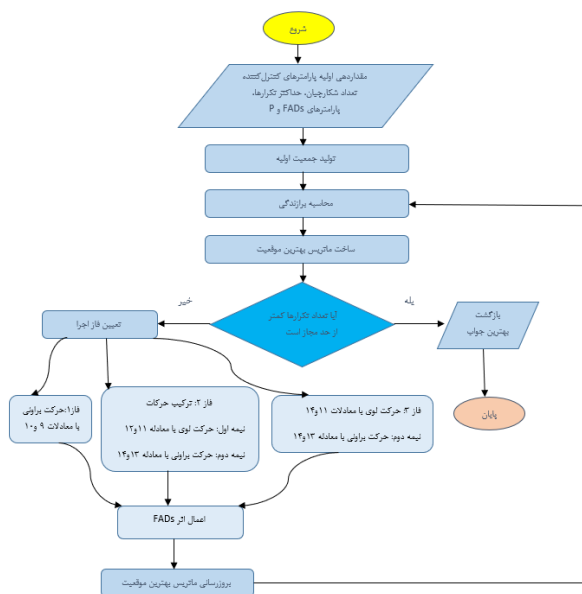 شروع
مقداردهی اولیه پارامترهای کنترل‌کننده
تعداد شکارچیان، حداکثر تکرارها،
پارامترهای FADs و P
تولید جمعیت اولیه
محاسبه برازندگی
ساخت ماتریس بهترین موقعیت
آیا تعداد تکرارها کمتر
از حد مجاز است
خیر
بله
تعیین فاز اجرا
بازگشت
بهترین جواب
پایان
فاز۱:حرکت براونی
با معادلات ۹ و۱۰
فاز ۲: ترکیب حرکات
نیمه اول: حرکت لوی با معادله ۱۱و۱۲
نیمه دوم: حرکت براونی با معادله ۱۳و۱۴
فاز ۳: حرکت لوی با معادلات ۱۱و۱۴
نیمه دوم: حرکت براونی با معادله ۱۳و۱۴
اعمال اثر FADs
بروزرسانی ماتریس بهترین موقعیت